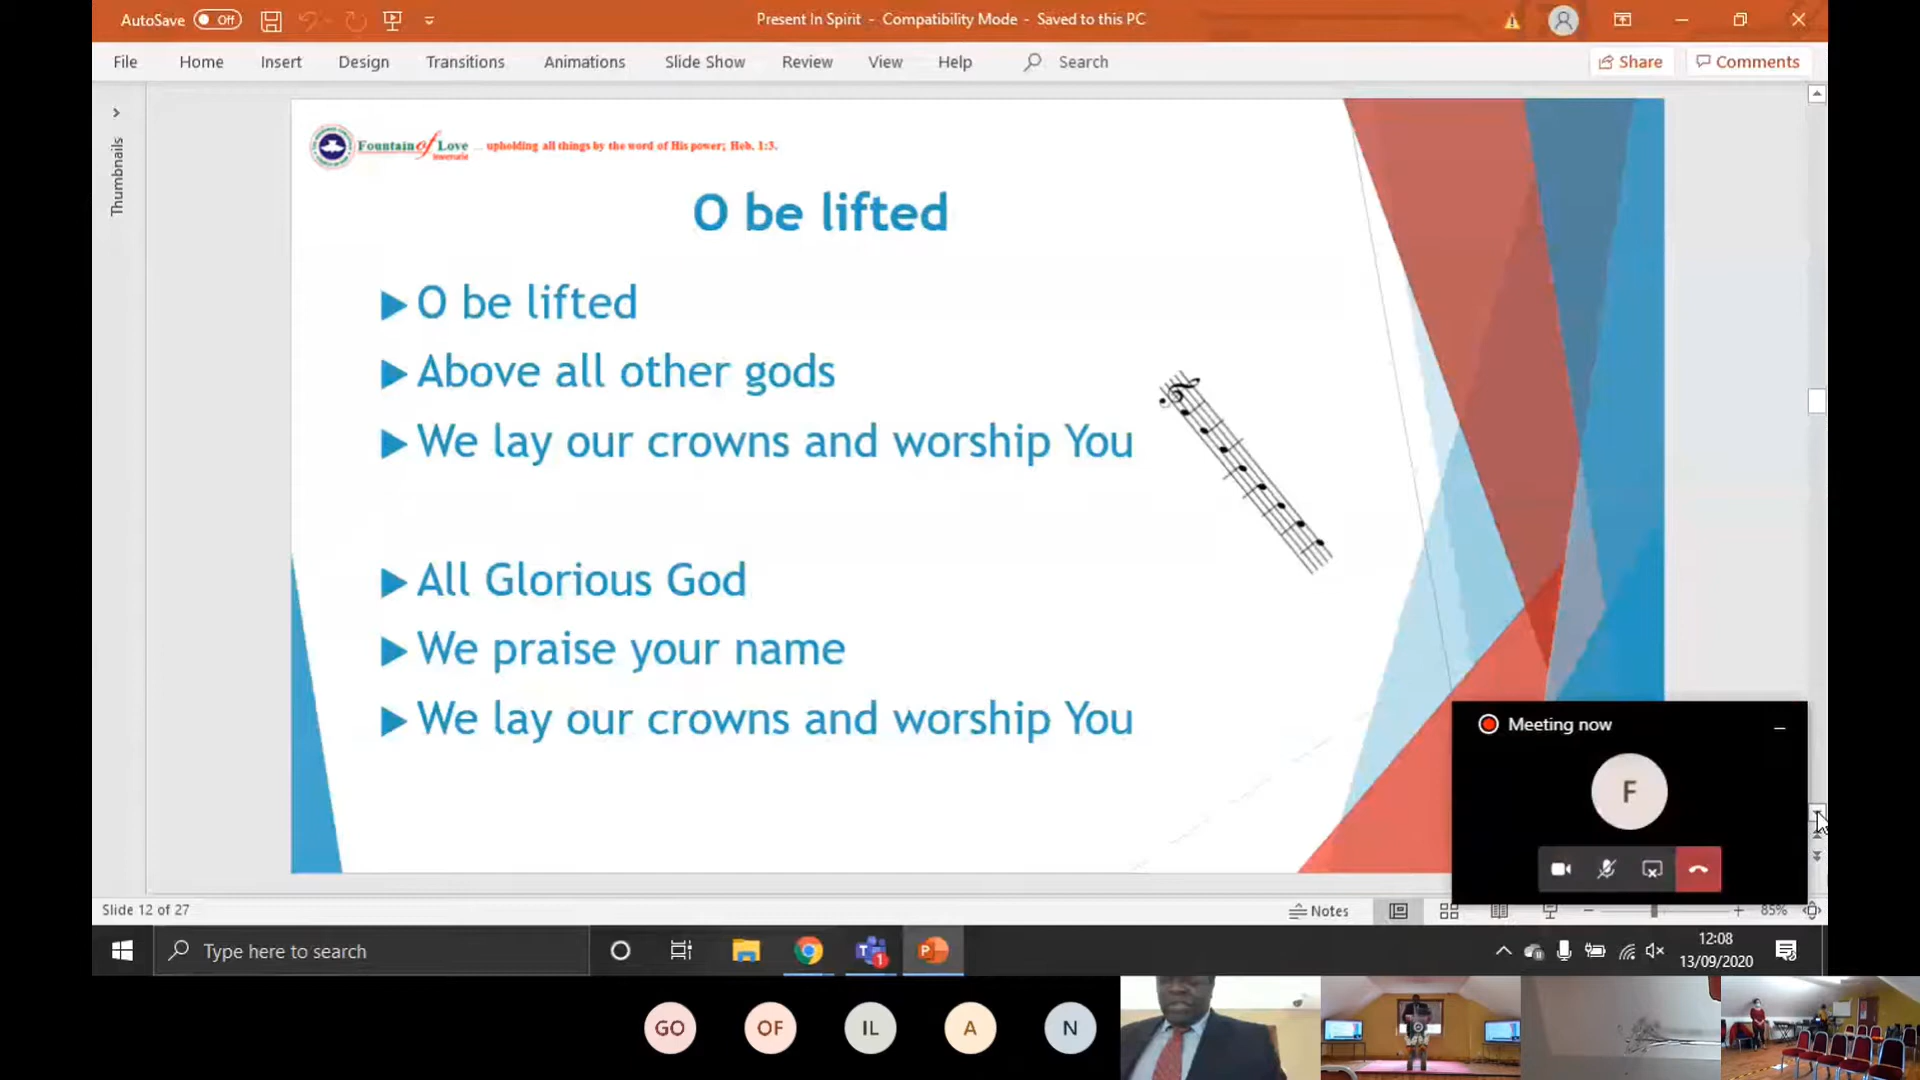 AutoSave Off
Present In Spirit - Compatibility Mode - Saved to this PC
File Home Insert Design Transitions Animations Slide Show Review View Help Search Share Comments
Thumbnails
Fountain of Love ... upholding all things by the word of His power; Heb. 1:3.
Inverurie
O be lifted
O be lifted
Above all other gods
We lay our crowns and worship You
All Glorious God
We praise your name
We lay our crowns and worship You
Meeting now
F
Slide 12 of 27
Notes
85%
Type here to search
1
12:08
13/09/2020
GO OF IL A N